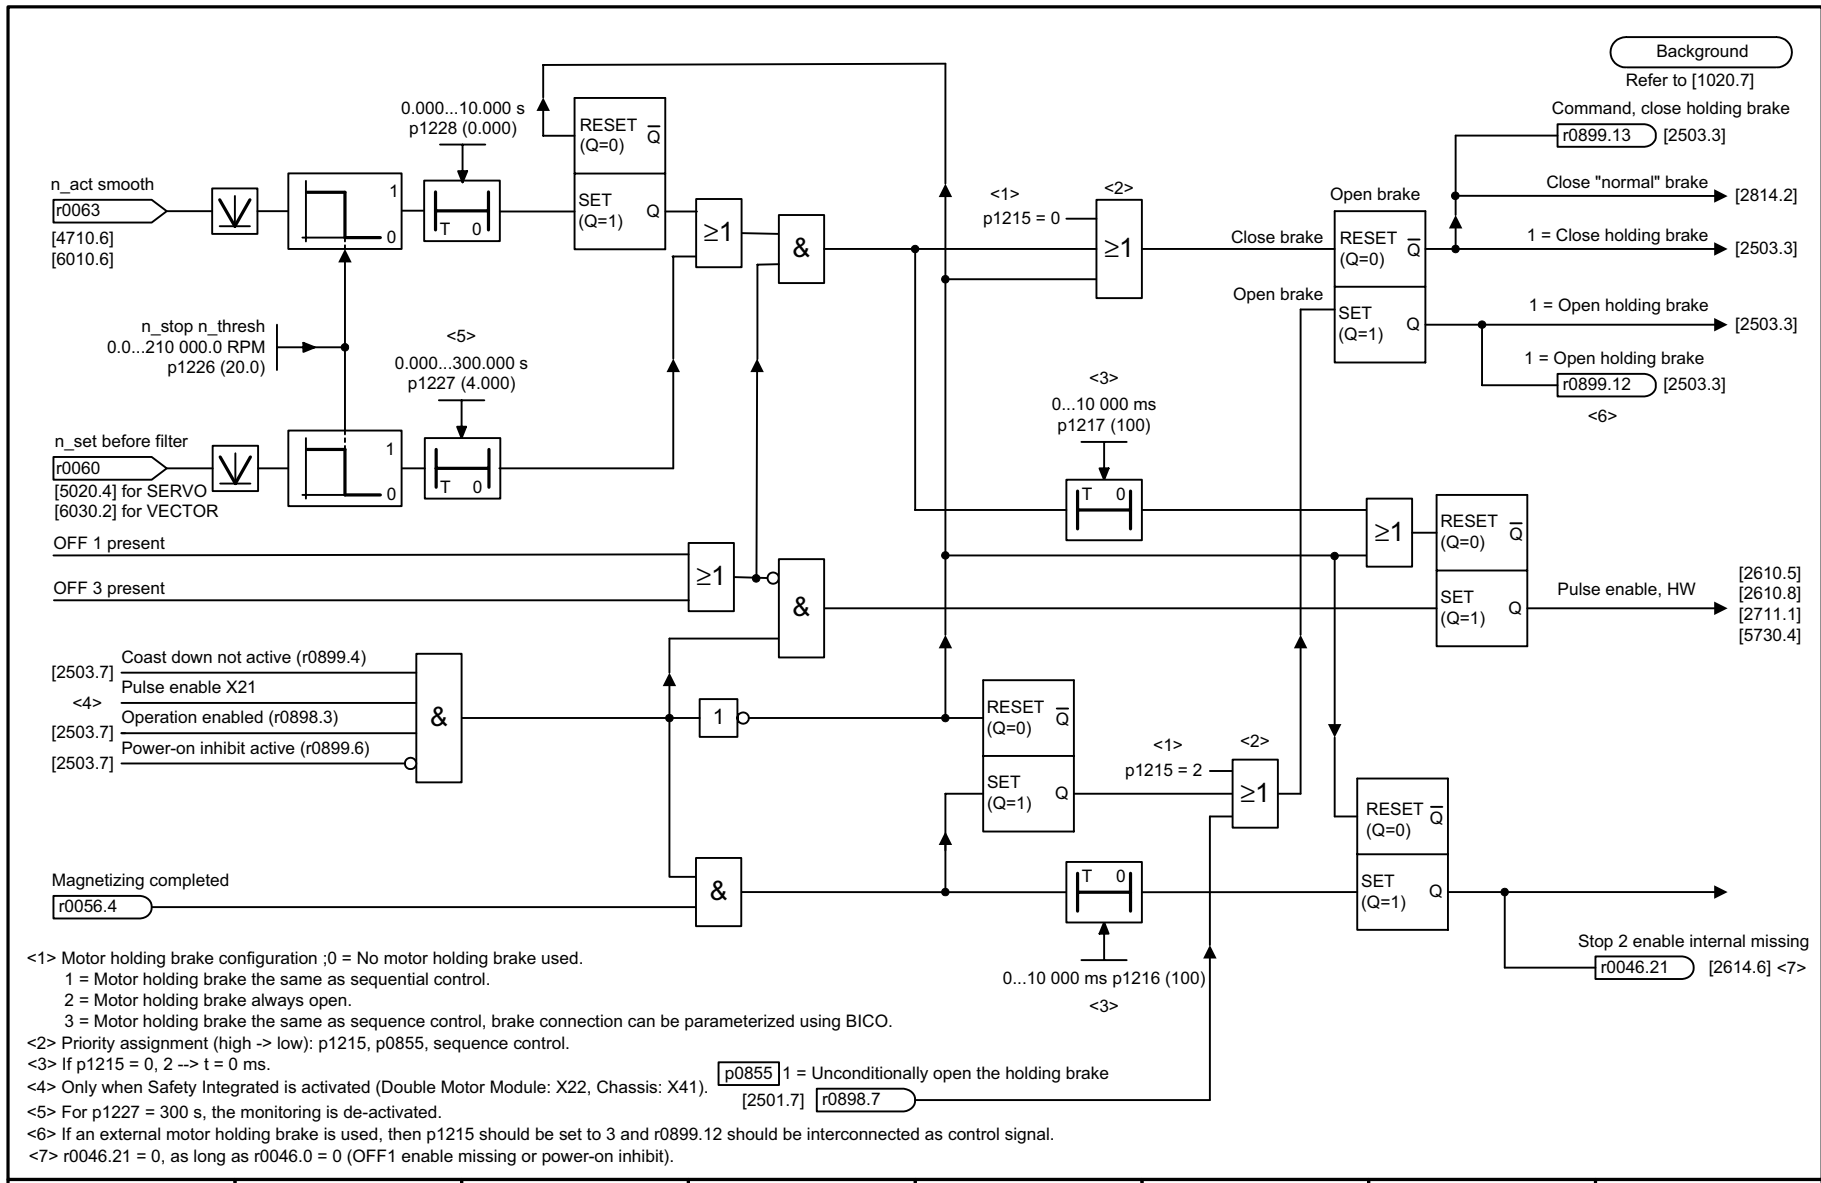 Background
Refer to [1020.7]
Command, close holding brake
r0899.13 [2503.3]
0.000...10.000 s
p1228 (0.000)
RESET Q
(Q=0)
SET Q
(Q=1)
n_act smooth
r0063
[4710.6]
[6010.6]
1
0
T 0
≥1
&
<1>
p1215 = 0
<2>
≥1
Close brake
Open brake
Open brake
RESET Q
(Q=0)
SET Q
(Q=1)
Close "normal" brake [2814.2]
1 = Close holding brake [2503.3]
1 = Open holding brake [2503.3]
1 = Open holding brake
r0899.12 [2503.3]
<6>
n_stop n_thresh
0.0...210 000.0 RPM
p1226 (20.0)
<5>
0.000...300.000 s
p1227 (4.000)
<3>
0...10 000 ms
p1217 (100)
T 0
n_set before filter
r0060
[5020.4] for SERVO
[6030.2] for VECTOR
1
0
T 0
OFF 1 present
OFF 3 present
≥1
&
≥1
RESET Q
(Q=0)
SET Q
(Q=1)
Pulse enable, HW
[2610.5]
[2610.8]
[2711.1]
[5730.4]
Coast down not active (r0899.4)
[2503.7]
Pulse enable X21
<4>
Operation enabled (r0898.3)
[2503.7]
Power-on inhibit active (r0899.6)
[2503.7]
&
1
RESET Q
(Q=0)
SET Q
(Q=1)
<1>
p1215 = 2
<2>
≥1
RESET Q
(Q=0)
SET Q
(Q=1)
Magnetizing completed
r0056.4
&
T 0
0...10 000 ms p1216 (100)
<3>
Stop 2 enable internal missing
r0046.21 [2614.6] <7>
<1> Motor holding brake configuration ;0 = No motor holding brake used.
1 = Motor holding brake the same as sequential control.
2 = Motor holding brake always open.
3 = Motor holding brake the same as sequence control, brake connection can be parameterized using BICO.
<2> Priority assignment (high -> low): p1215, p0855, sequence control.
<3> If p1215 = 0, 2 --> t = 0 ms.
<4> Only when Safety Integrated is activated (Double Motor Module: X22, Chassis: X41).
p0855 1 = Unconditionally open the holding brake
[2501.7] r0898.7
<5> For p1227 = 300 s, the monitoring is de-activated.
<6> If an external motor holding brake is used, then p1215 should be set to 3 and r0899.12 should be interconnected as control signal.
<7> r0046.21 = 0, as long as r0046.0 = 0 (OFF1 enable missing or power-on inhibit).